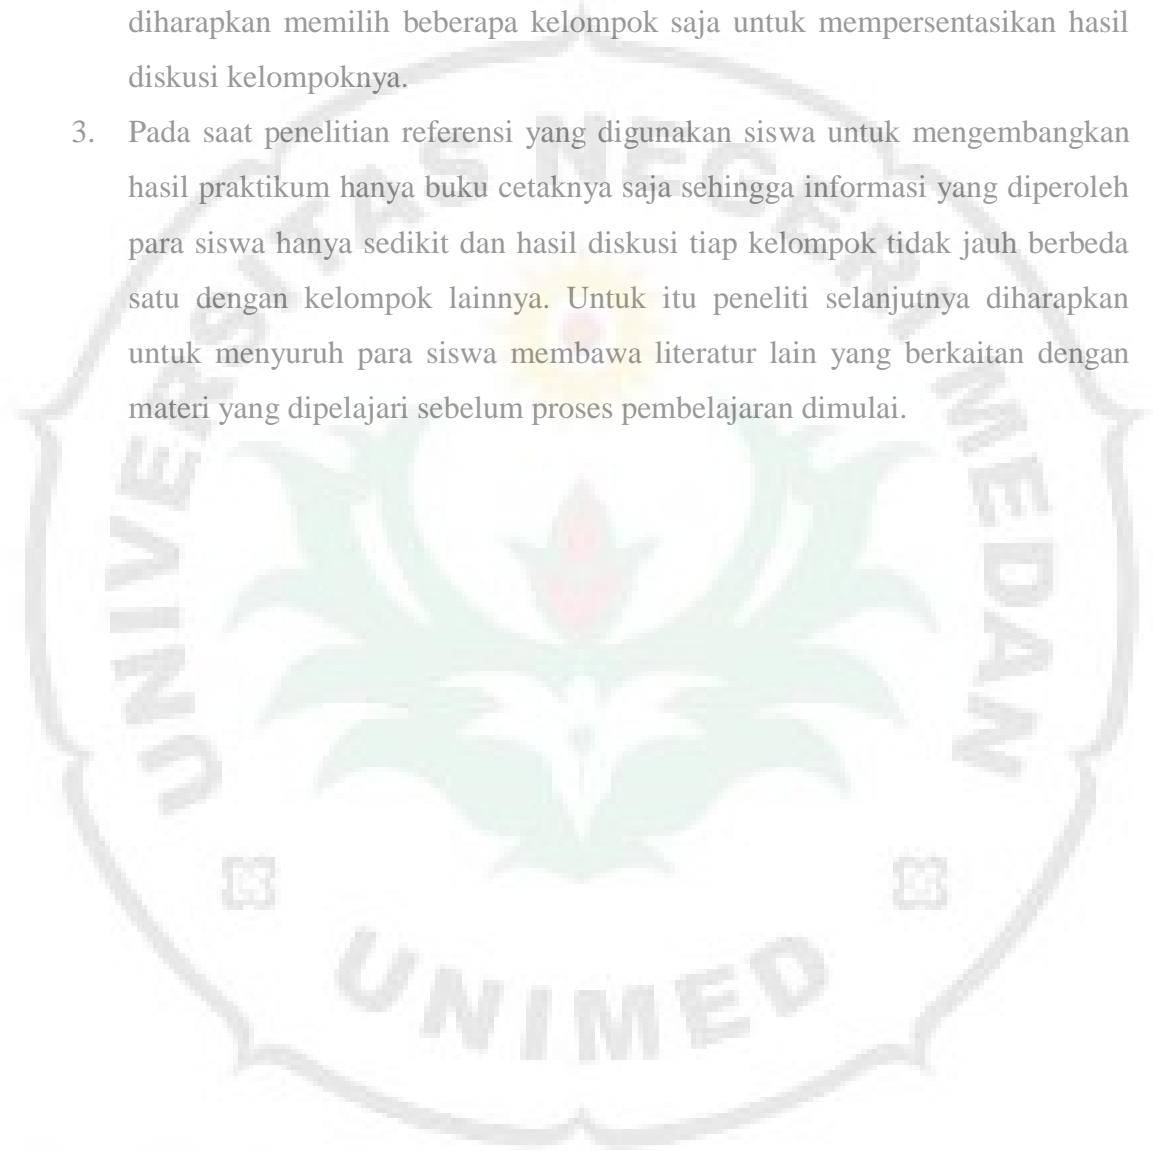 diharapkan memilih beberapa kelompok saja untuk mempersentasikan hasil
diskusi kelompoknya.
3. Pada saat penelitian referensi yang digunakan siswa untuk mengembangkan
hasil praktikum hanya buku cetaknya saja sehingga informasi yang diperoleh
para siswa hanya sedikit dan hasil diskusi tiap kelompok tidak jauh berbeda
satu dengan kelompok lainnya. Untuk itu peneliti selanjutnya diharapkan
untuk menyuruh para siswa membawa literatur lain yang berkaitan dengan
materi yang dipelajari sebelum proses pembelajaran dimulai.
UNIVERSITAS NEGERI MEDAN
UNIMED